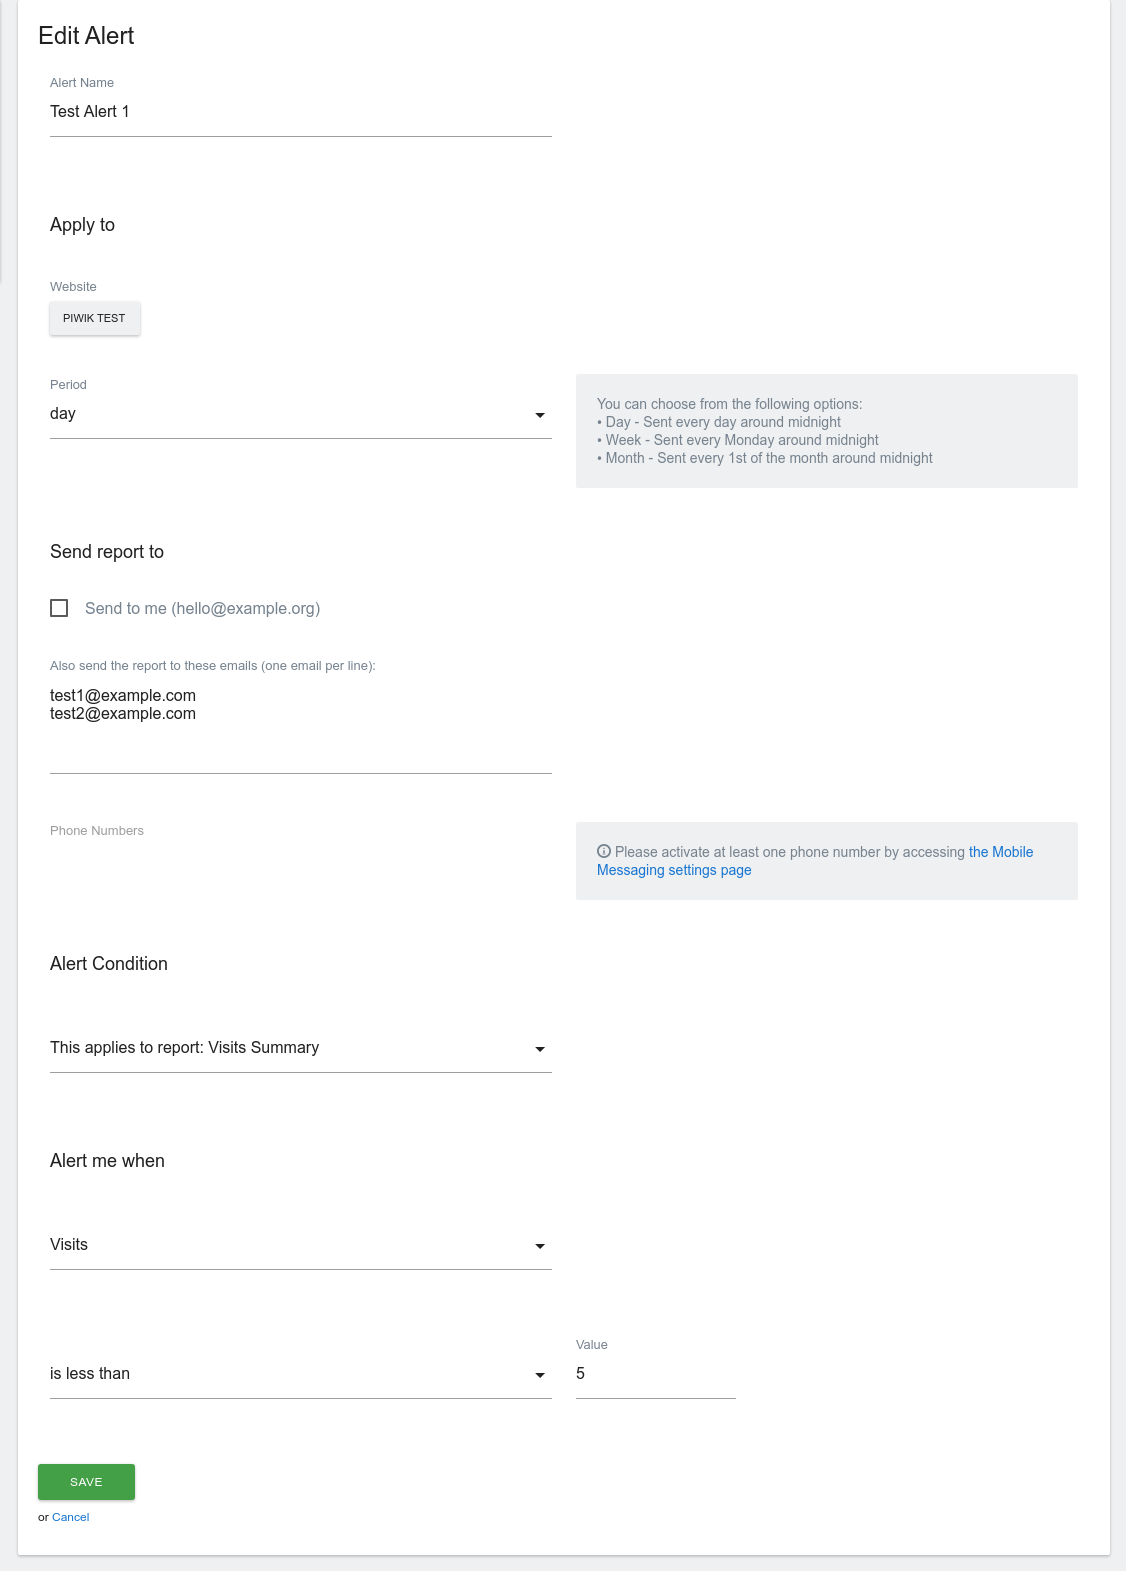 Edit Alert
Alert Name
Test Alert 1
Apply to
Website
PIWIK TEST
Period
day
You can choose from the following options:
• Day - Sent every day around midnight
• Week - Sent every Monday around midnight
• Month - Sent every 1st of the month around midnight
Send report to
Send to me (hello@example.org)
Also send the report to these emails (one email per line):
test1@example.com
test2@example.com
Phone Numbers
Please activate at least one phone number by accessing the Mobile
Messaging settings page
Alert Condition
This applies to report: Visits Summary
Alert me when
Visits
is less than
Value
5
SAVE
or Cancel